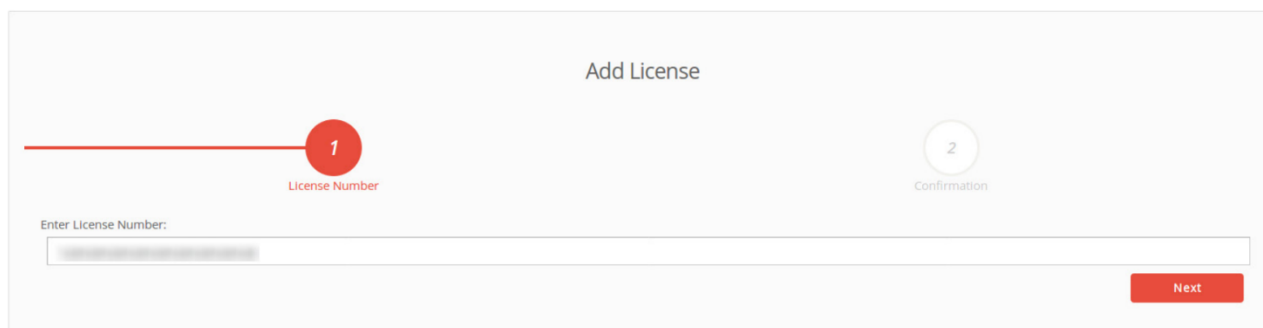 Add License
1
2
License Number
Confirmation
Enter License Number:
Next